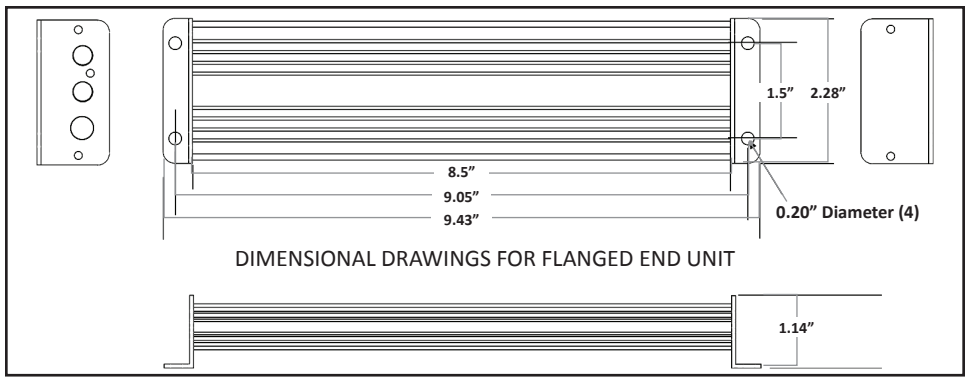 1.5” 2.28”
8.5”
9.05”
0.20” Diameter (4)
9.43”
DIMENSIONAL DRAWINGS FOR FLANGED END UNIT
1.14”